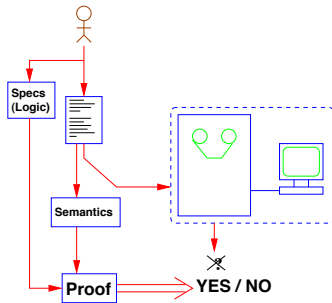 Specs
(Logic)
Semantics
Proof
YES / NO